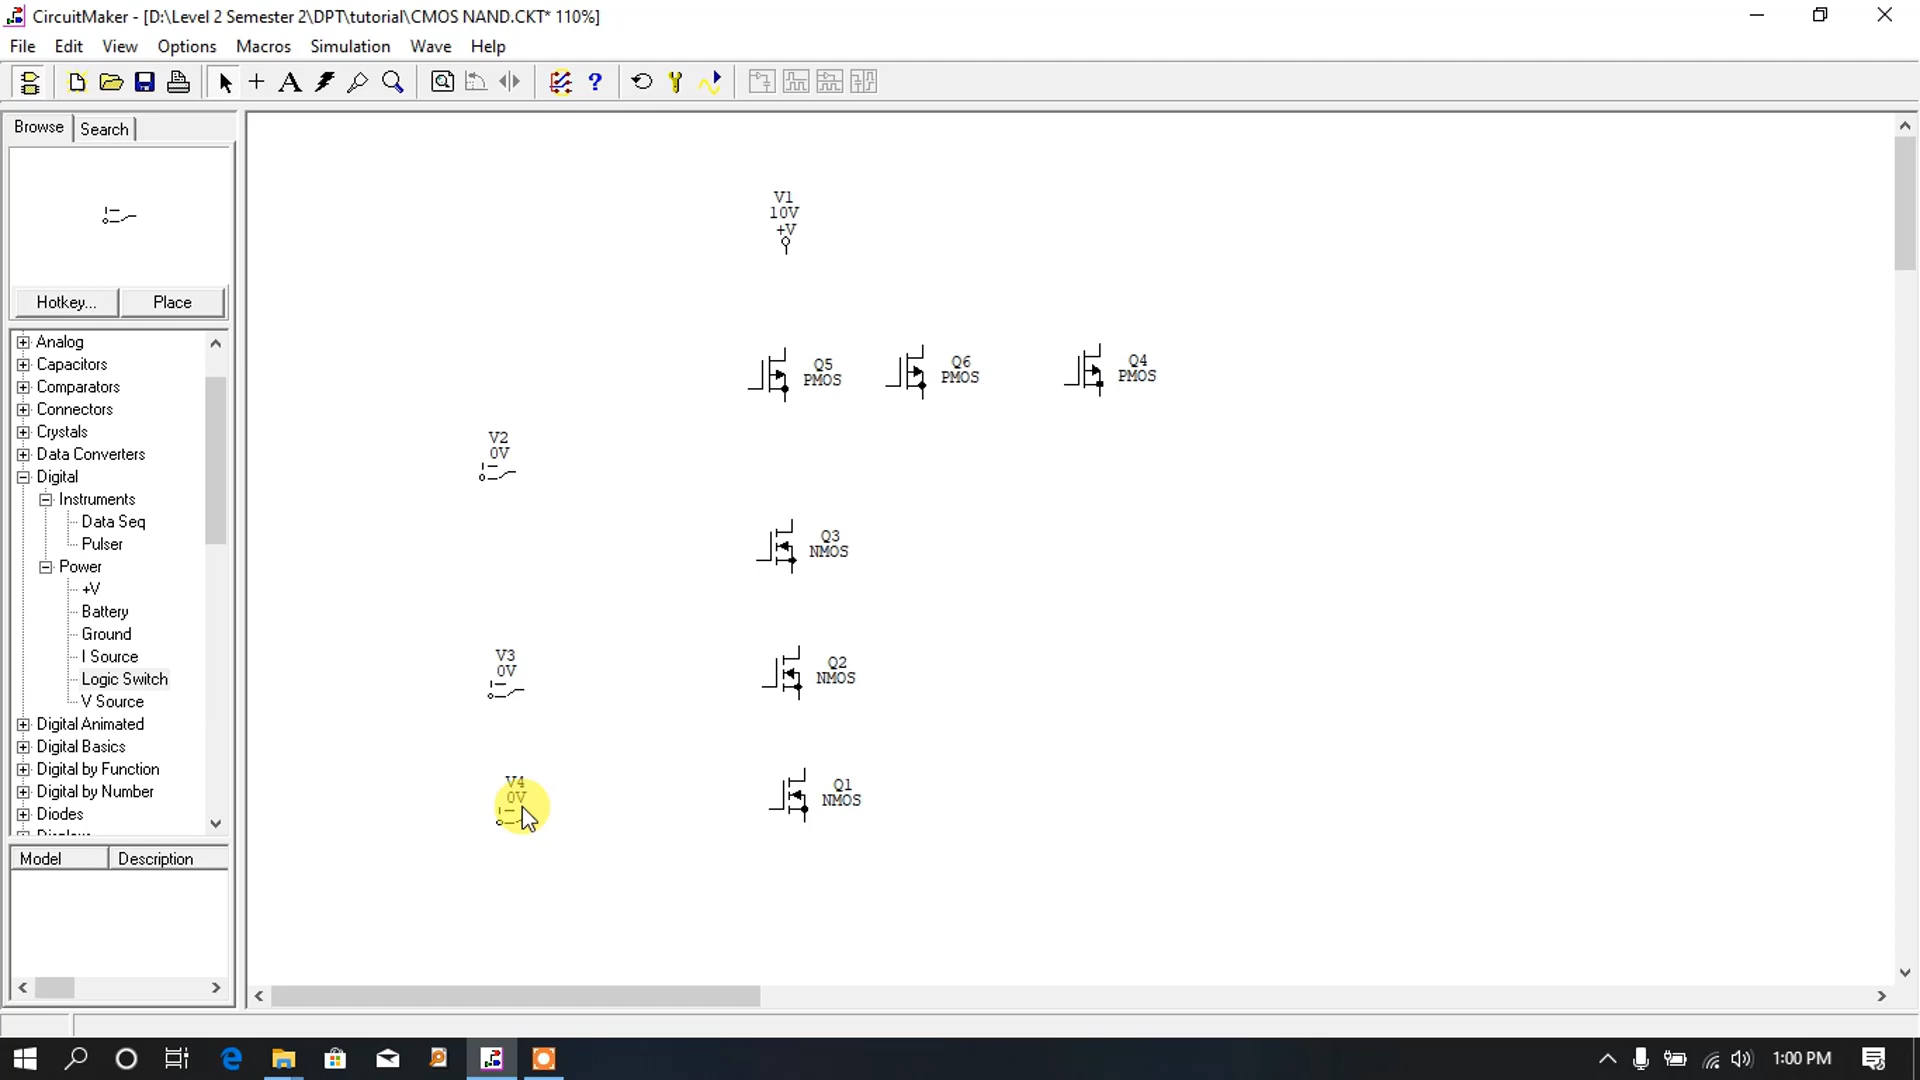 CircuitMaker - [D:\Level 2 Semester 2\DPT\tutorial\CMOS NAND.CKT* 110%]
File Edit View Options Macros Simulation Wave Help
Browse Search
Hotkey... Place
Analog
Capacitors
Comparators
Connectors
Crystals
Data Converters
Digital
Instruments
Data Seq
Pulser
Power
+V
Battery
Ground
I Source
Logic Switch
V Source
Digital Animated
Digital Basics
Digital by Function
Digital by Number
Diodes
Model Description
V1
10V
+V
Q5
PMOS
Q6
PMOS
Q4
PMOS
V2
0V
Q3
NMOS
V3
0V
Q2
NMOS
V4
0V
Q1
NMOS
1:00 PM